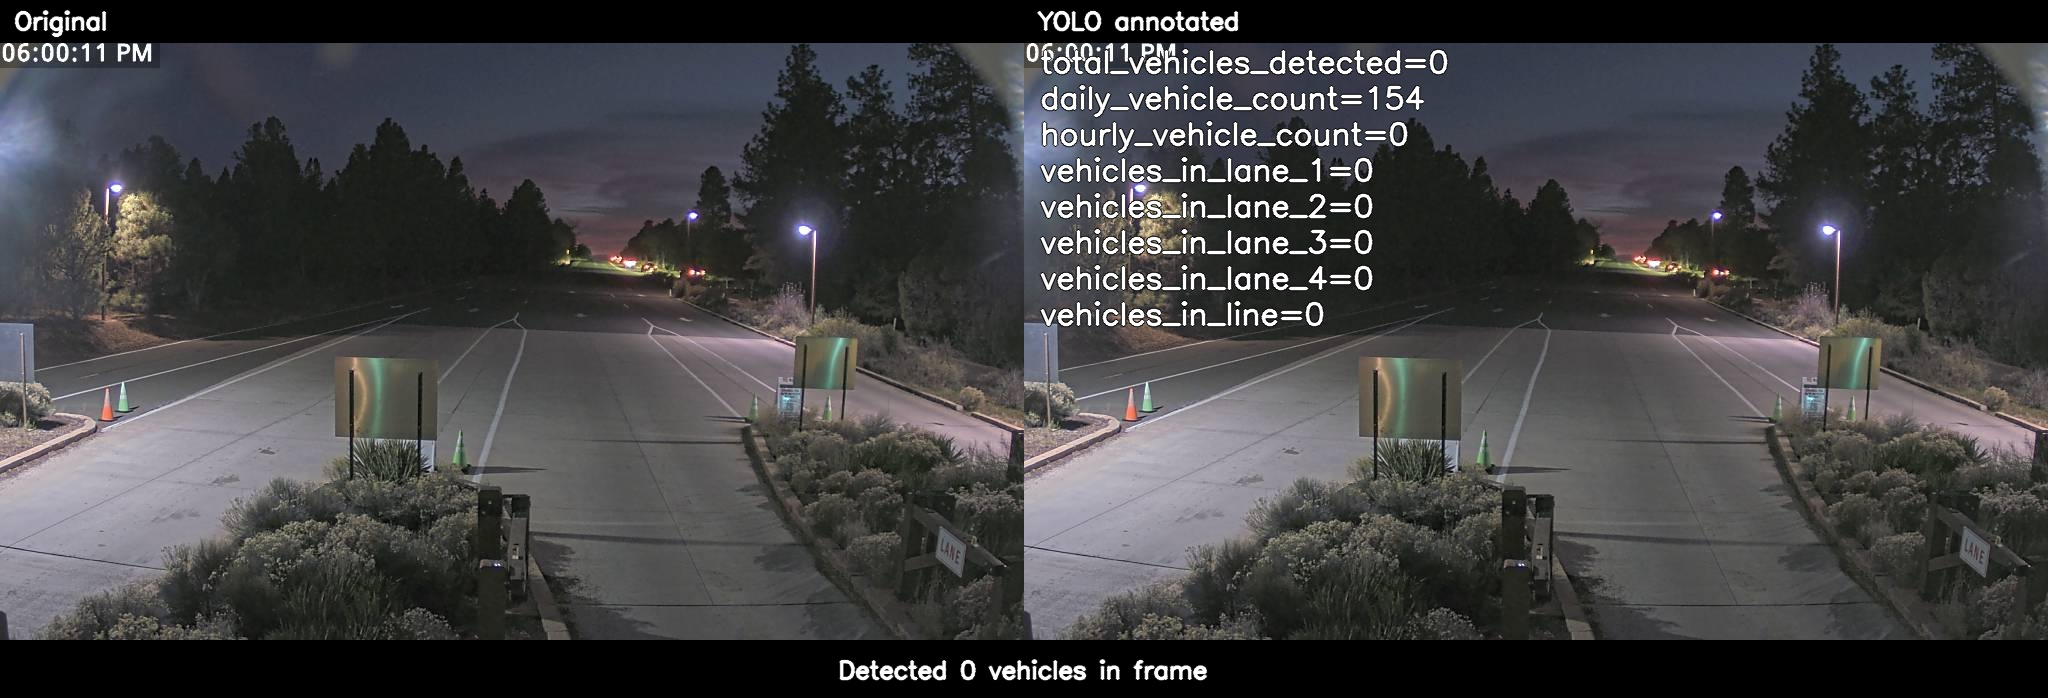 Original
06:00:11 PM
LANE
YOLO annotated
06:00:11 PM
total_vehicles_detected=0
daily_vehicle_count=154
hourly_vehicle_count=0
vehicles_in_lane_1=0
vehicles_in_lane_2=0
vehicles_in_lane_3=0
vehicles_in_lane_4=0
vehicles_in_line=0
LANE
Detected 0 vehicles in frame